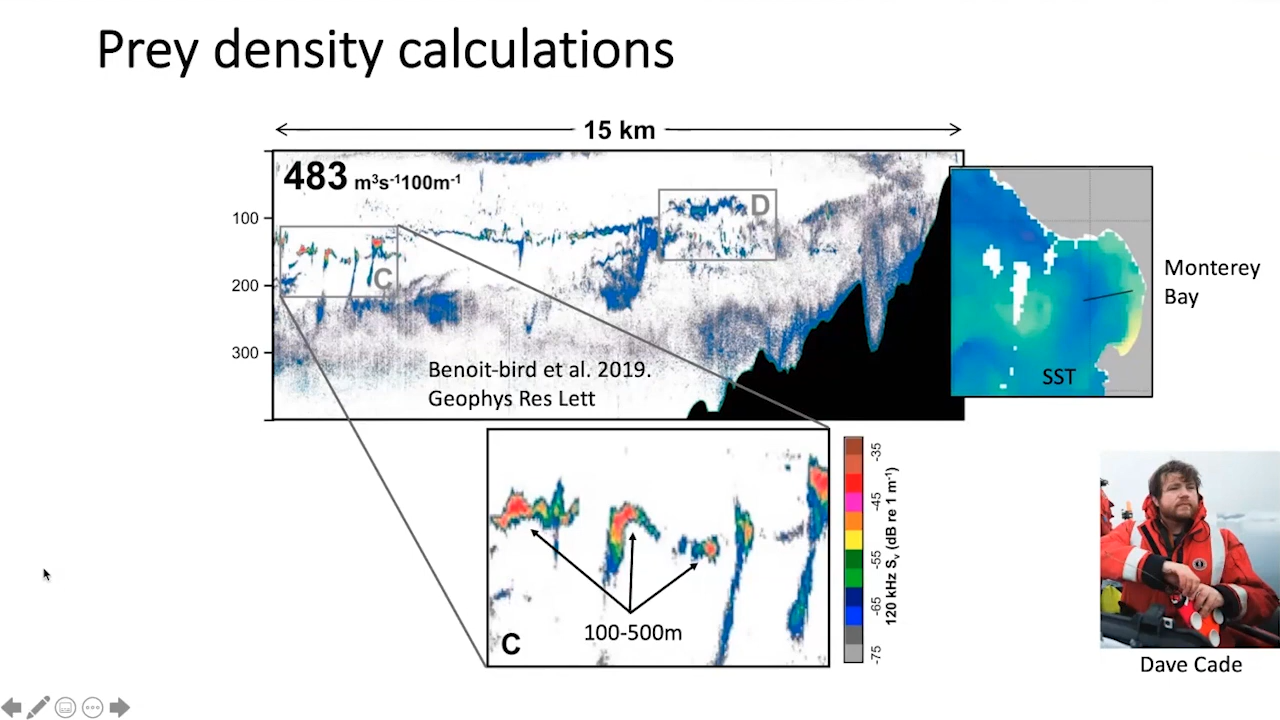 Prey density calculations
15 km
483 m³s⁻¹100m⁻¹
100
200
300
C
D
Benoit-bird et al. 2019.
Geophys Res Lett
Monterey
Bay
SST
100-500m
C
-35
-45
-55
-65
-75
120 kHz Sᵥ (dB re 1 m⁻¹)
Dave Cade